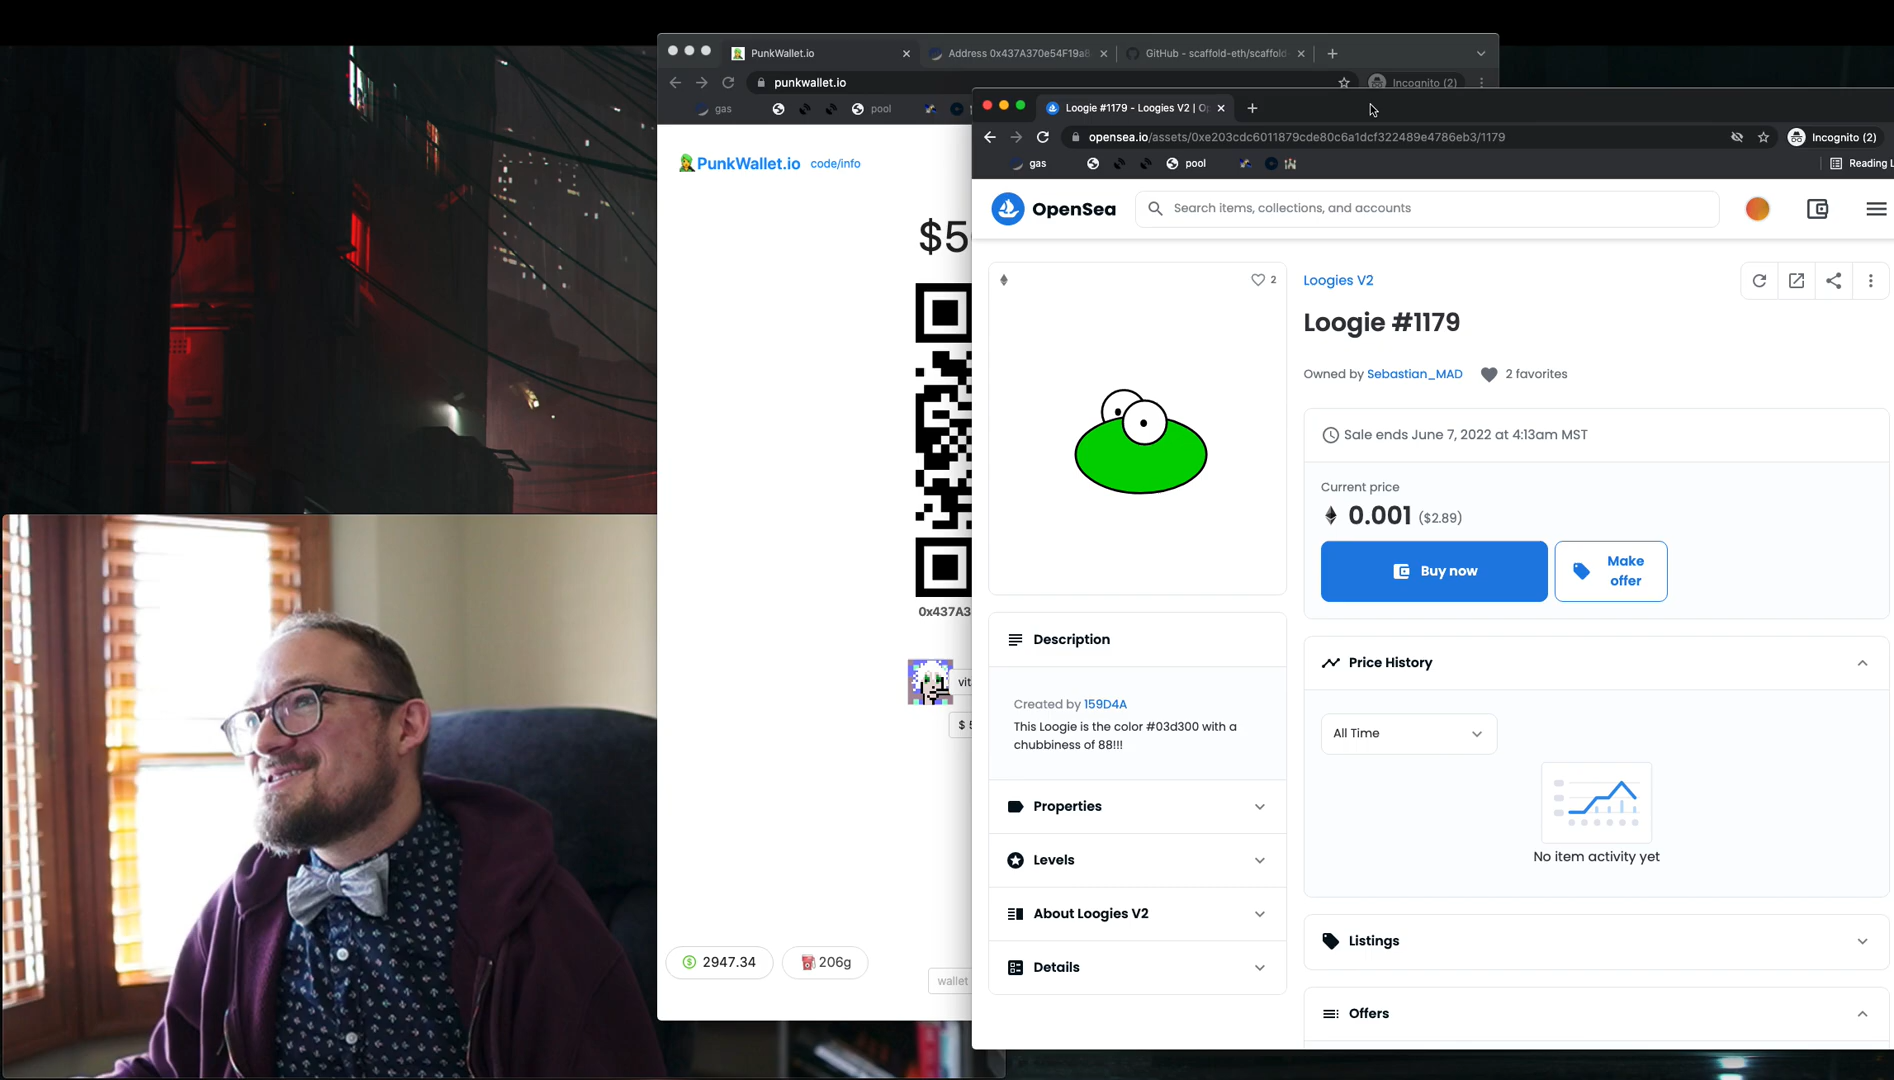 PunkWallet.io
Address 0x437A370e54F19a8
GitHub - scaffold-eth/scaffold
punkwallet.io
Incognito (2)
gas
pool
PunkWallet.io code/info
$5
0x437A3
vit
$ 5
2947.34
206g
wallet
Loogie #1179 - Loogies V2 | Op
opensea.io/assets/0xe203cdc6011879cde80c6a1dcf322489e4786eb3/1179
Incognito (2)
gas
pool
Reading L
OpenSea
Search items, collections, and accounts
2
Loogies V2
Loogie #1179
Owned by Sebastian_MAD
2 favorites
Sale ends June 7, 2022 at 4:13am MST
Current price
0.001 ($2.89)
Buy now
Make
offer
Description
Created by 159D4A
This Loogie is the color #03d300 with a
chubbiness of 88!!!
Properties
Levels
About Loogies V2
Details
Price History
All Time
No item activity yet
Listings
Offers